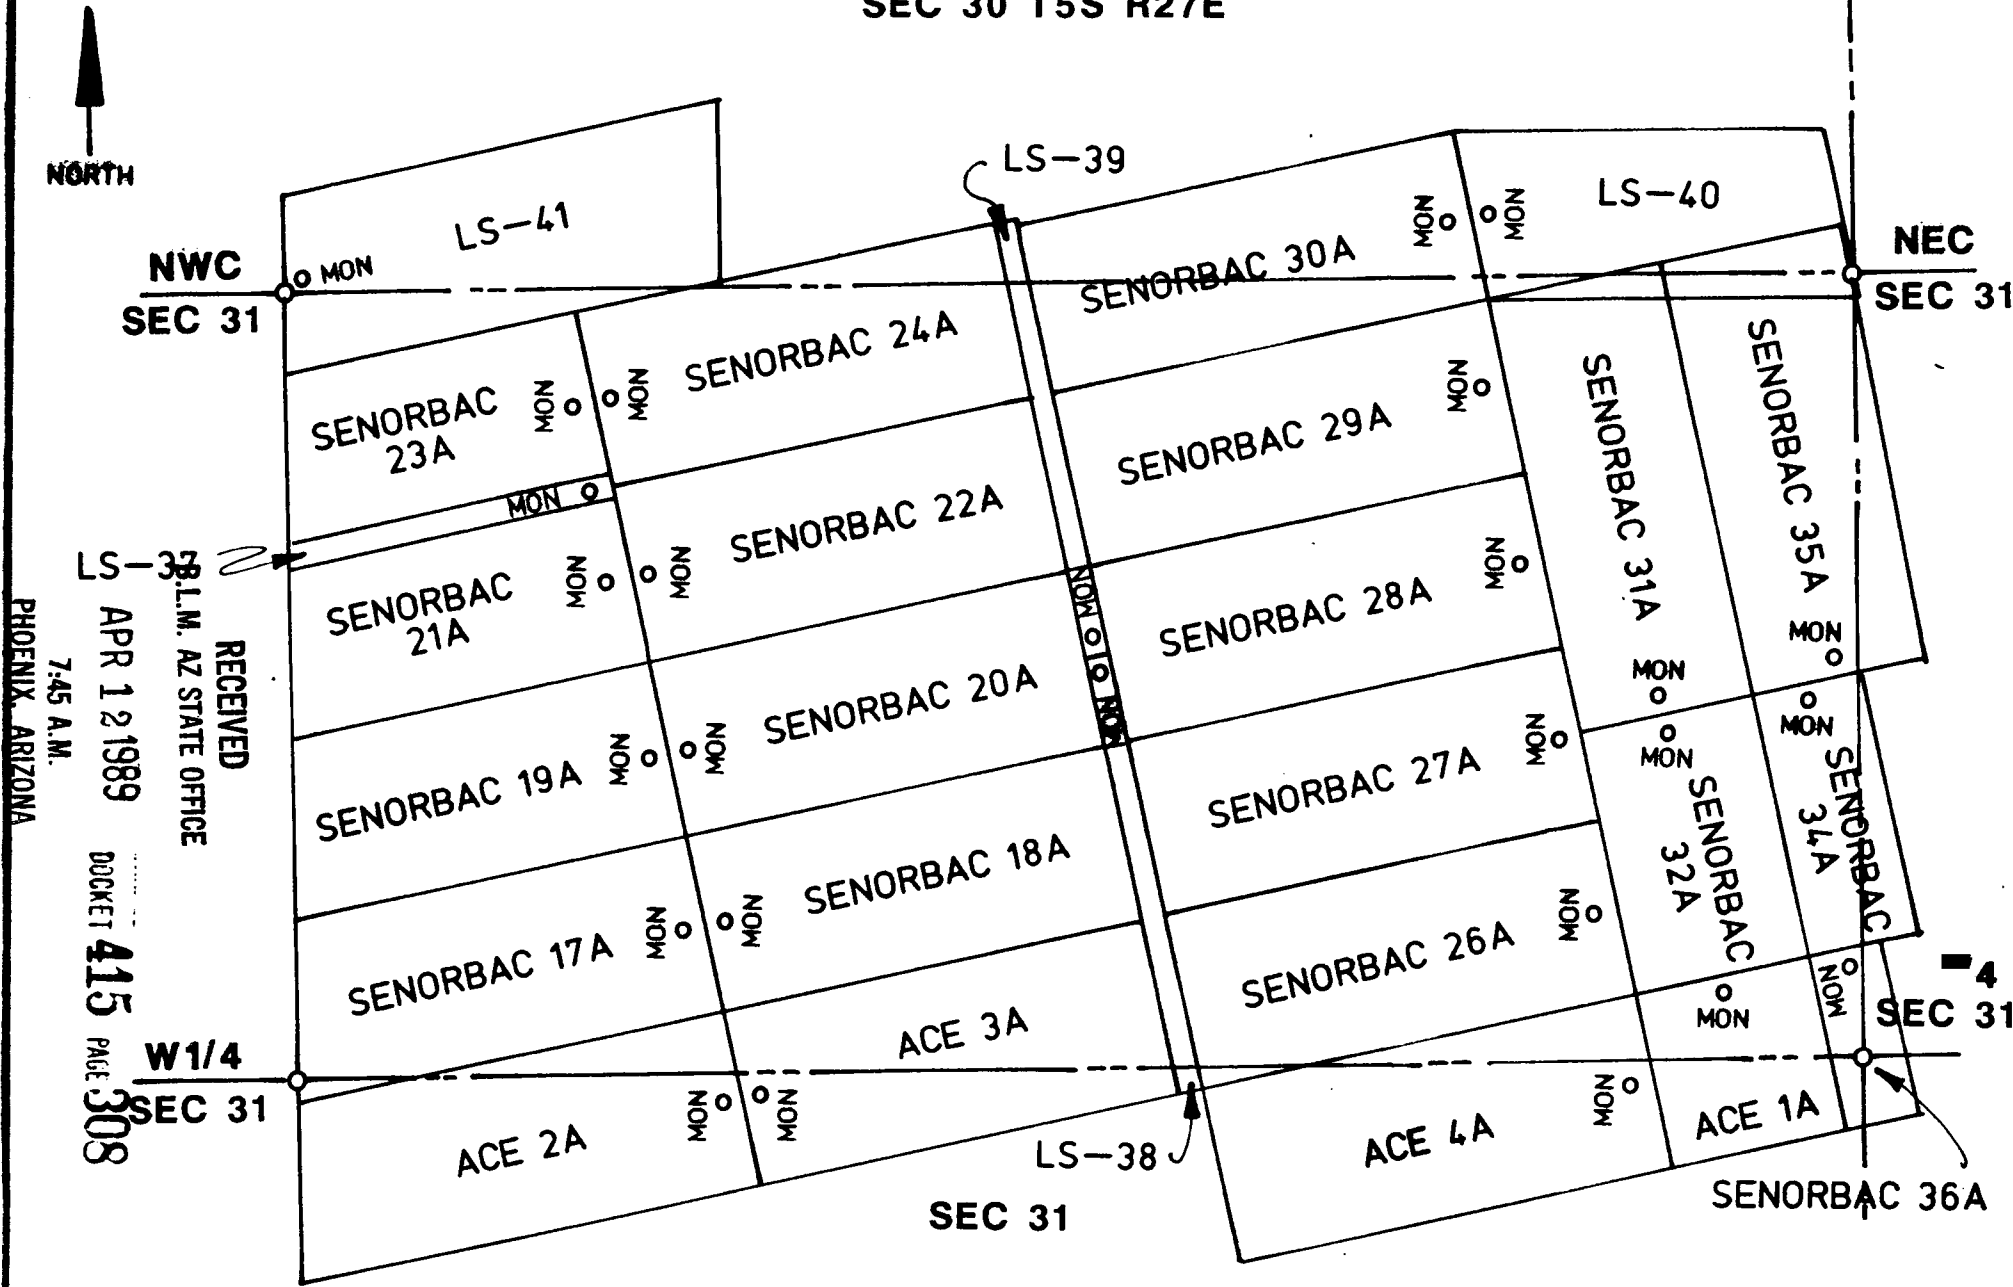 SEC 30 T5S R27E
NORTH
LS-39
LS-41
LS-40
MON
MON
NWC
SEC 31
MON
NEC
SEC 31
SENORBAC 30A
SENORBAC 24A
SENORBAC
23A
MON
MON
MON
SENORBAC 29A
SENORBAC 31A
SENORBAC 35A
MON
SENORBAC 22A
LS-37
SENORBAC
21A
MON
MON
MON
MON
SENORBAC 28A
MON
MON
MON
SENORBAC 20A
SENORBAC 19A
MON
MON
SENORBAC 27A
MON
MON
MON
SENORBAC
32A
SENORBAC
34A
SENORBAC 18A
SENORBAC 17A
MON
MON
SENORBAC 26A
MON
MON
MON
4
SEC 31
W1/4
SEC 31
ACE 3A
ACE 2A
MON
MON
LS-38
ACE 4A
MON
ACE 1A
SENORBAC 36A
SEC 31
RECEIVED
B.L.M. AZ STATE OFFICE
APR 12 1989
7:45 A.M.
PHOENIX, ARIZONA
DOCKET 415 PAGE 308